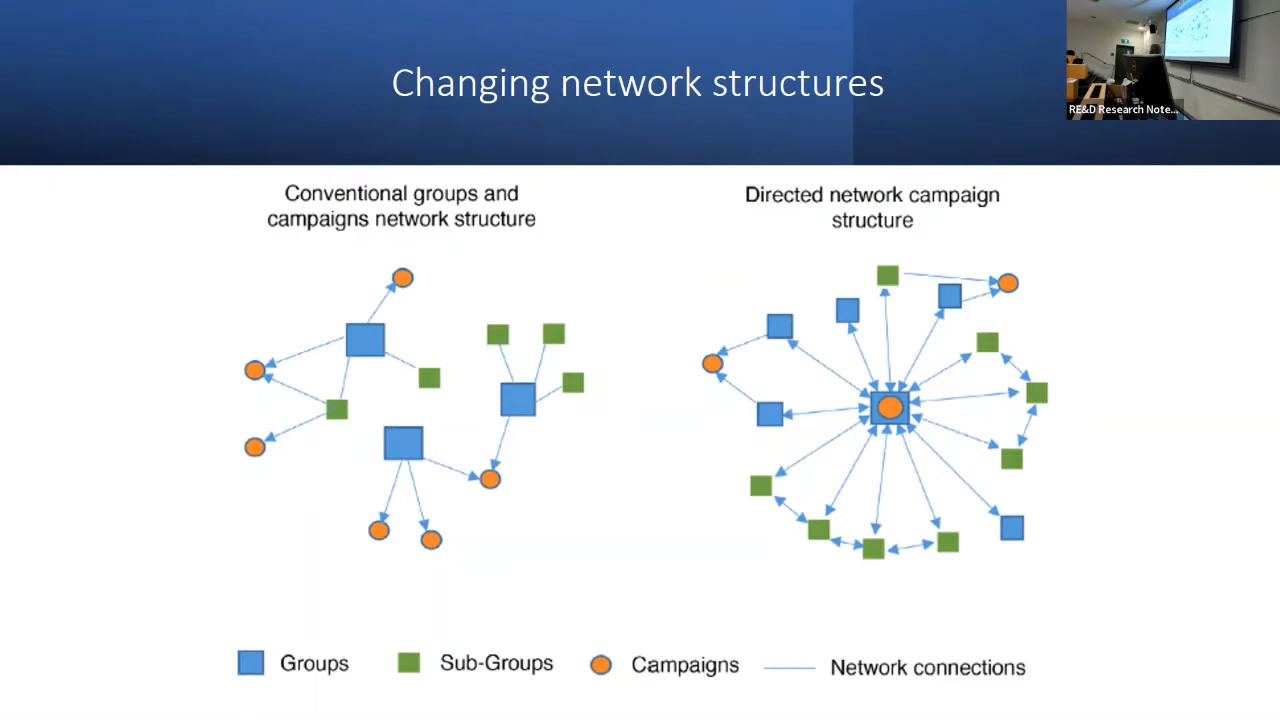 Changing network structures
RE&D Research Note...
Conventional groups and
campaigns network structure
Directed network campaign
structure
Groups
Sub-Groups
Campaigns
Network connections